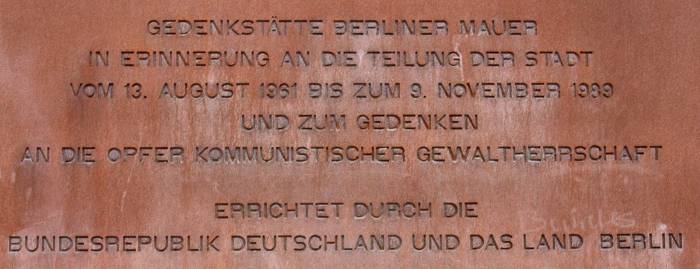 GEDENKSTÄTTE BERLINER MAUER
IN ERINNERUNG AN DIE TEILUNG DER STADT
VOM 13. AUGUST 1961 BIS ZUM 9. NOVEMBER 1989
UND ZUM GEDENKEN
AN DIE OPFER KOMMUNISTISCHER GEWALTHERRSCHAFT
ERRICHTET DURCH DIE
BUNDESREPUBLIK DEUTSCHLAND UND DAS LAND BERLIN